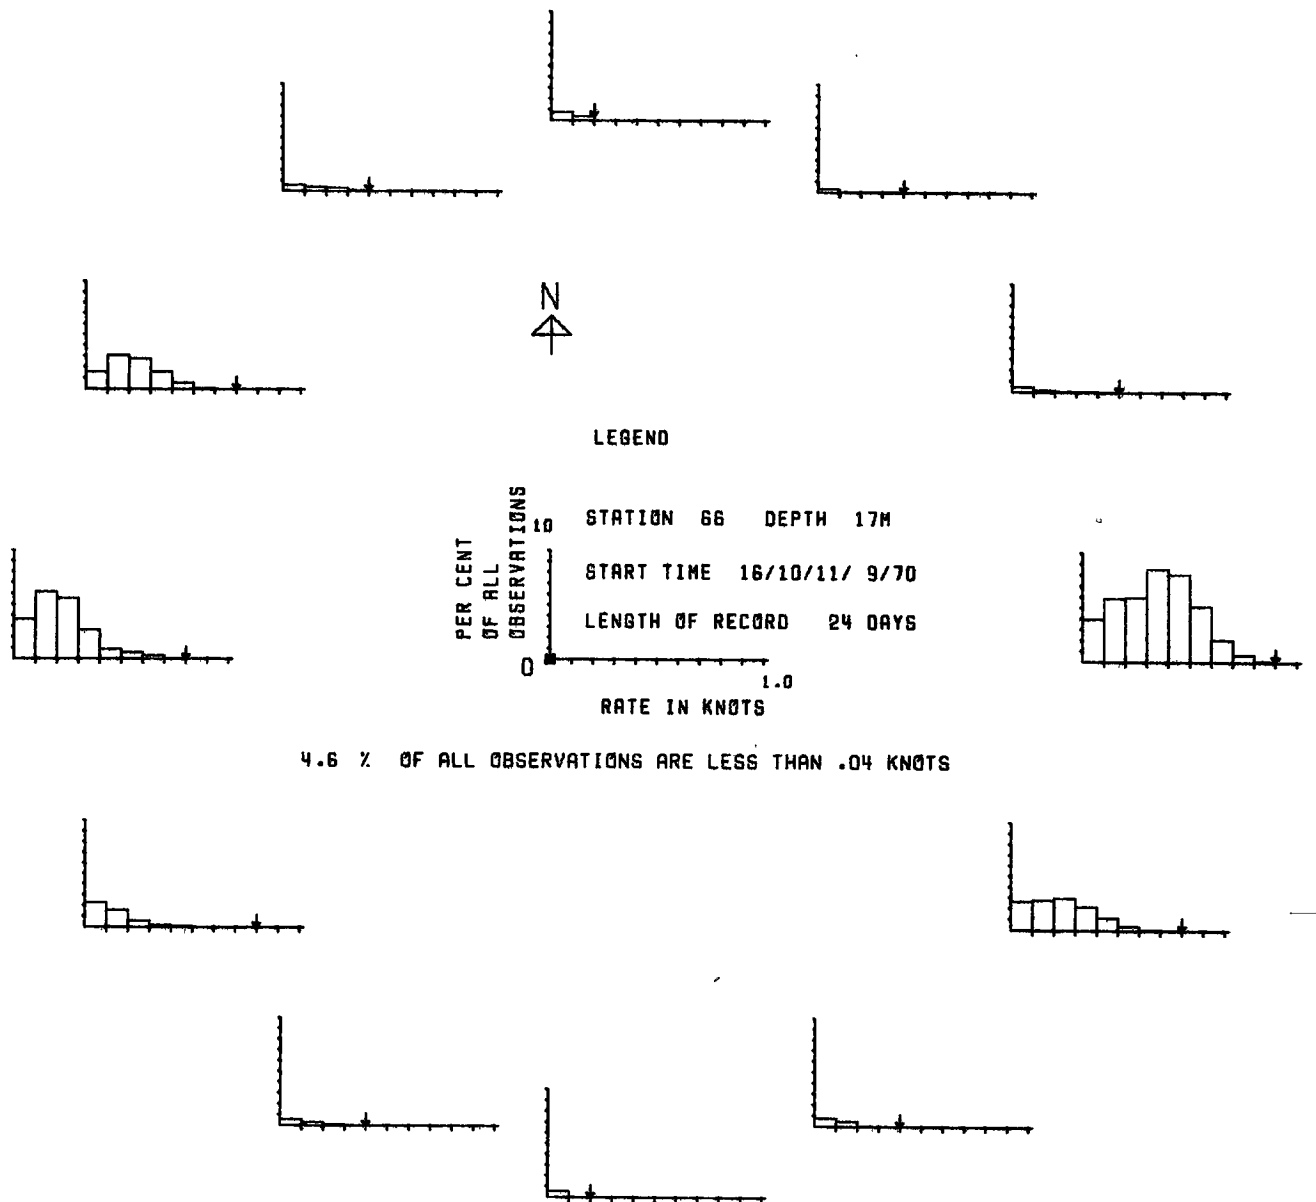 N
LEGEND
PER CENT
OF ALL
OBSERVATIONS
10
STATION 66 DEPTH 17M
START TIME 16/10/11/ 9/70
LENGTH OF RECORD 24 DAYS
0
1.0
RATE IN KNOTS
4.6 % OF ALL OBSERVATIONS ARE LESS THAN .04 KNOTS